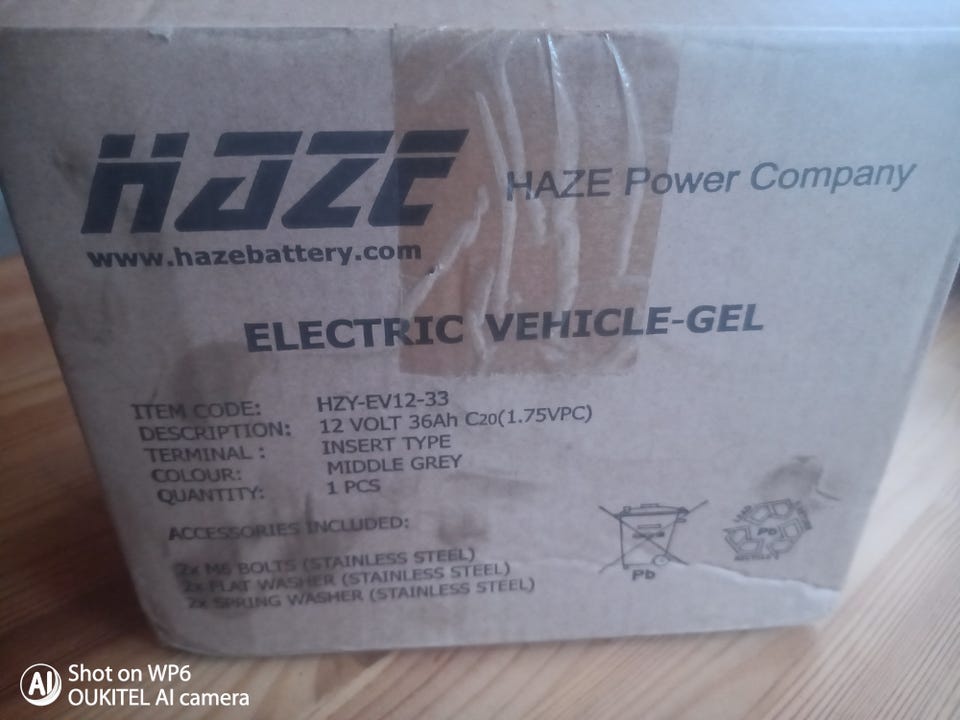 HAZE
HAZE Power Company
www.hazebattery.com
ELECTRIC VEHICLE-GEL
ITEM CODE: HZY-EV12-33
DESCRIPTION: 12 VOLT 36Ah C20(1.75VPC)
TERMINAL : INSERT TYPE
COLOUR: MIDDLE GREY
QUANTITY: 1 PCS
ACCESSORIES INCLUDED:
2x M6 BOLTS (STAINLESS STEEL)
2x FLAT WASHER (STAINLESS STEEL)
2x SPRING WASHER (STAINLESS STEEL)
Pb
Pb
AI
Shot on WP6
OUKITEL AI camera